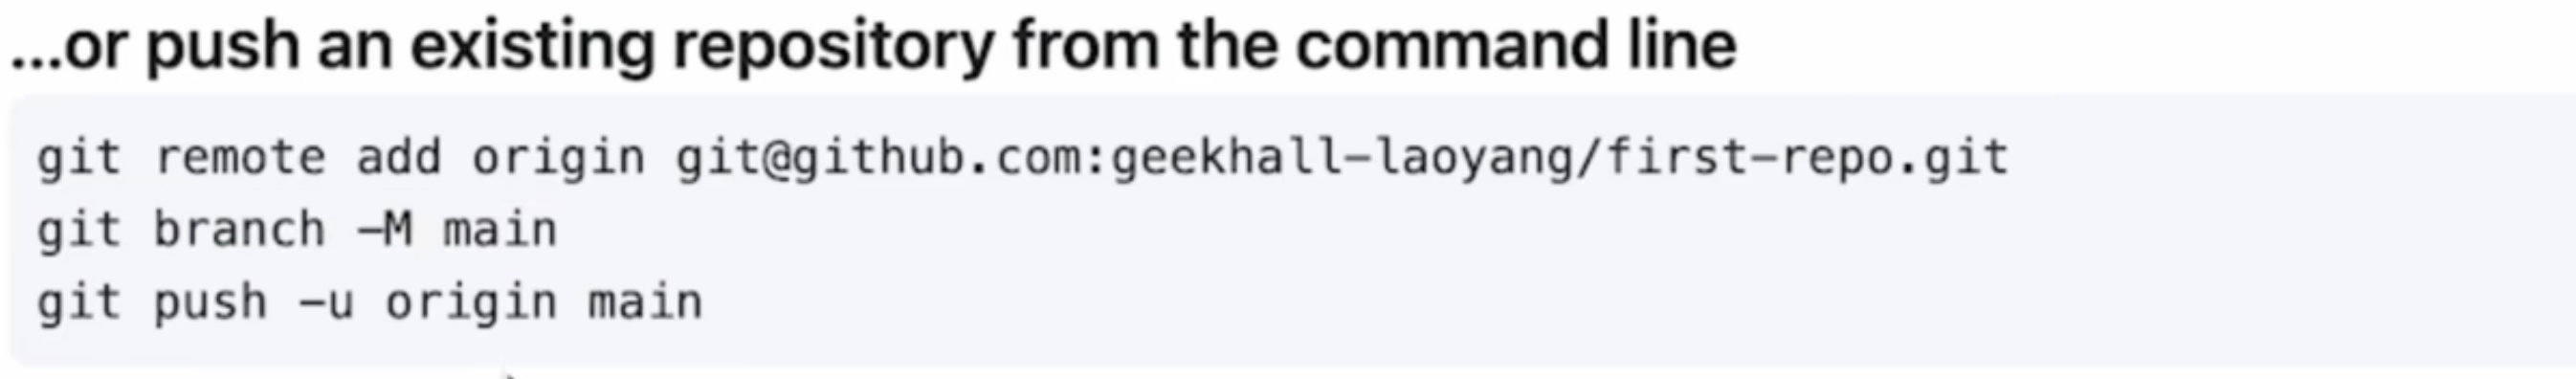 ...or push an existing repository from the command line
git remote add origin git@github.com:geekhall-laoyang/first-repo.git
git branch -M main
git push -u origin main